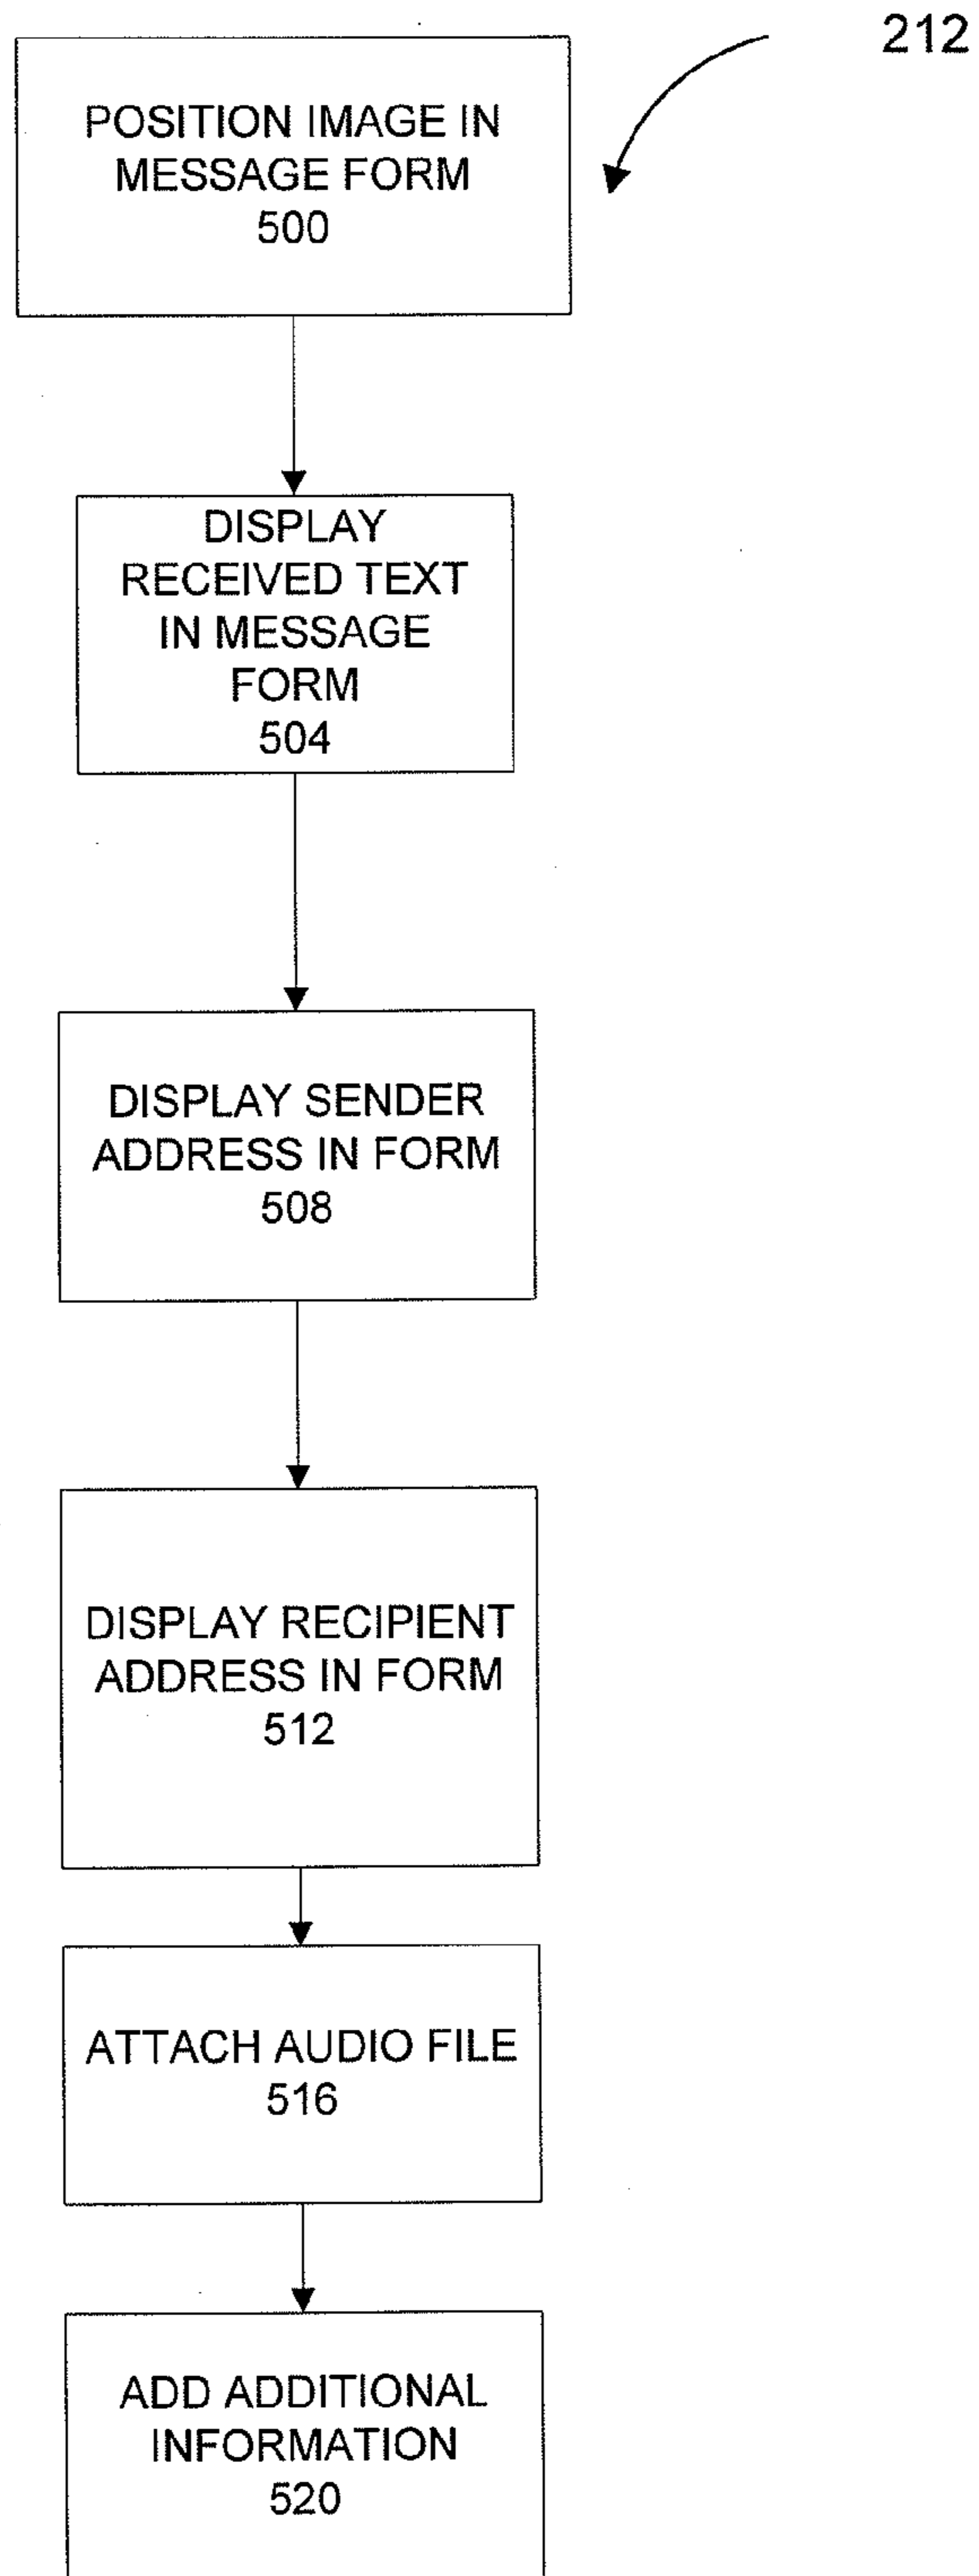 212
POSITION IMAGE IN
MESSAGE FORM
500
DISPLAY
RECEIVED TEXT
IN MESSAGE
FORM
504
DISPLAY SENDER
ADDRESS IN FORM
508
DISPLAY RECIPIENT
ADDRESS IN FORM
512
ATTACH AUDIO FILE
516
ADD ADDITIONAL
INFORMATION
520